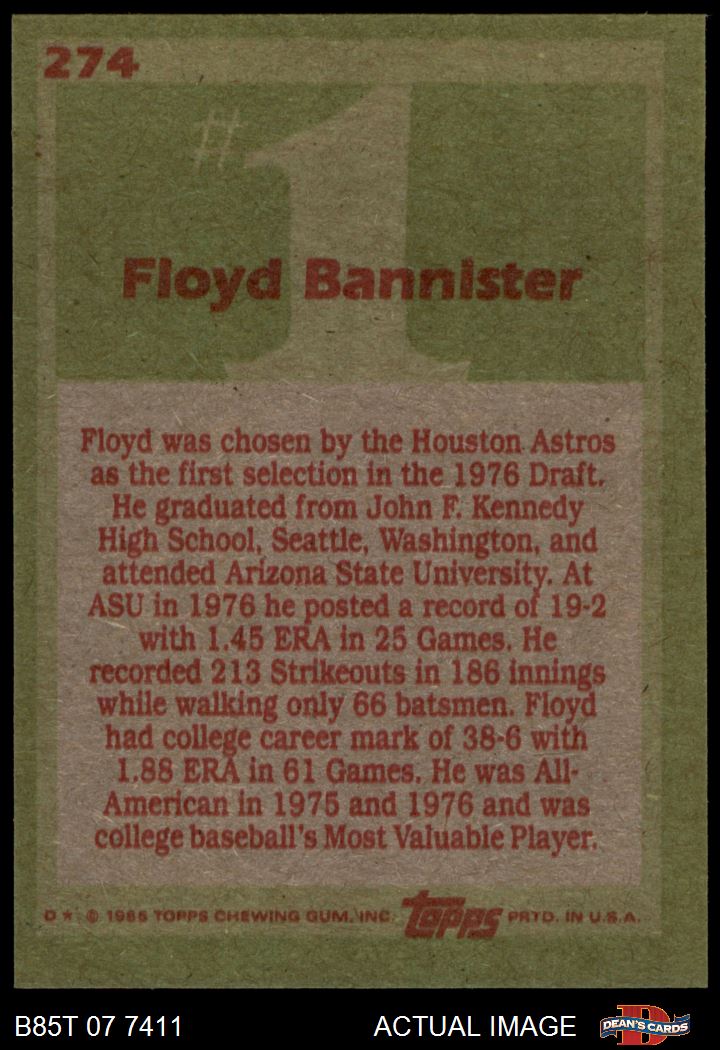 274
# 1
Floyd Bannister
Floyd was chosen by the Houston Astros
as the first selection in the 1976 Draft.
He graduated from John F. Kennedy
High School, Seattle, Washington, and
attended Arizona State University. At
ASU in 1976 he posted a record of 19-2
with 1.45 ERA in 25 Games. He
recorded 213 Strikeouts in 186 innings
while walking only 66 batsmen. Floyd
had college career mark of 38-6 with
1.88 ERA in 61 Games. He was All-
American in 1975 and 1976 and was
college baseball's Most Valuable Player.
D ★ © 1985 TOPPS CHEWING GUM, INC. topps PRTD. IN U.S.A.
B85T 07 7411 ACTUAL IMAGE D DEAN'S CARDS